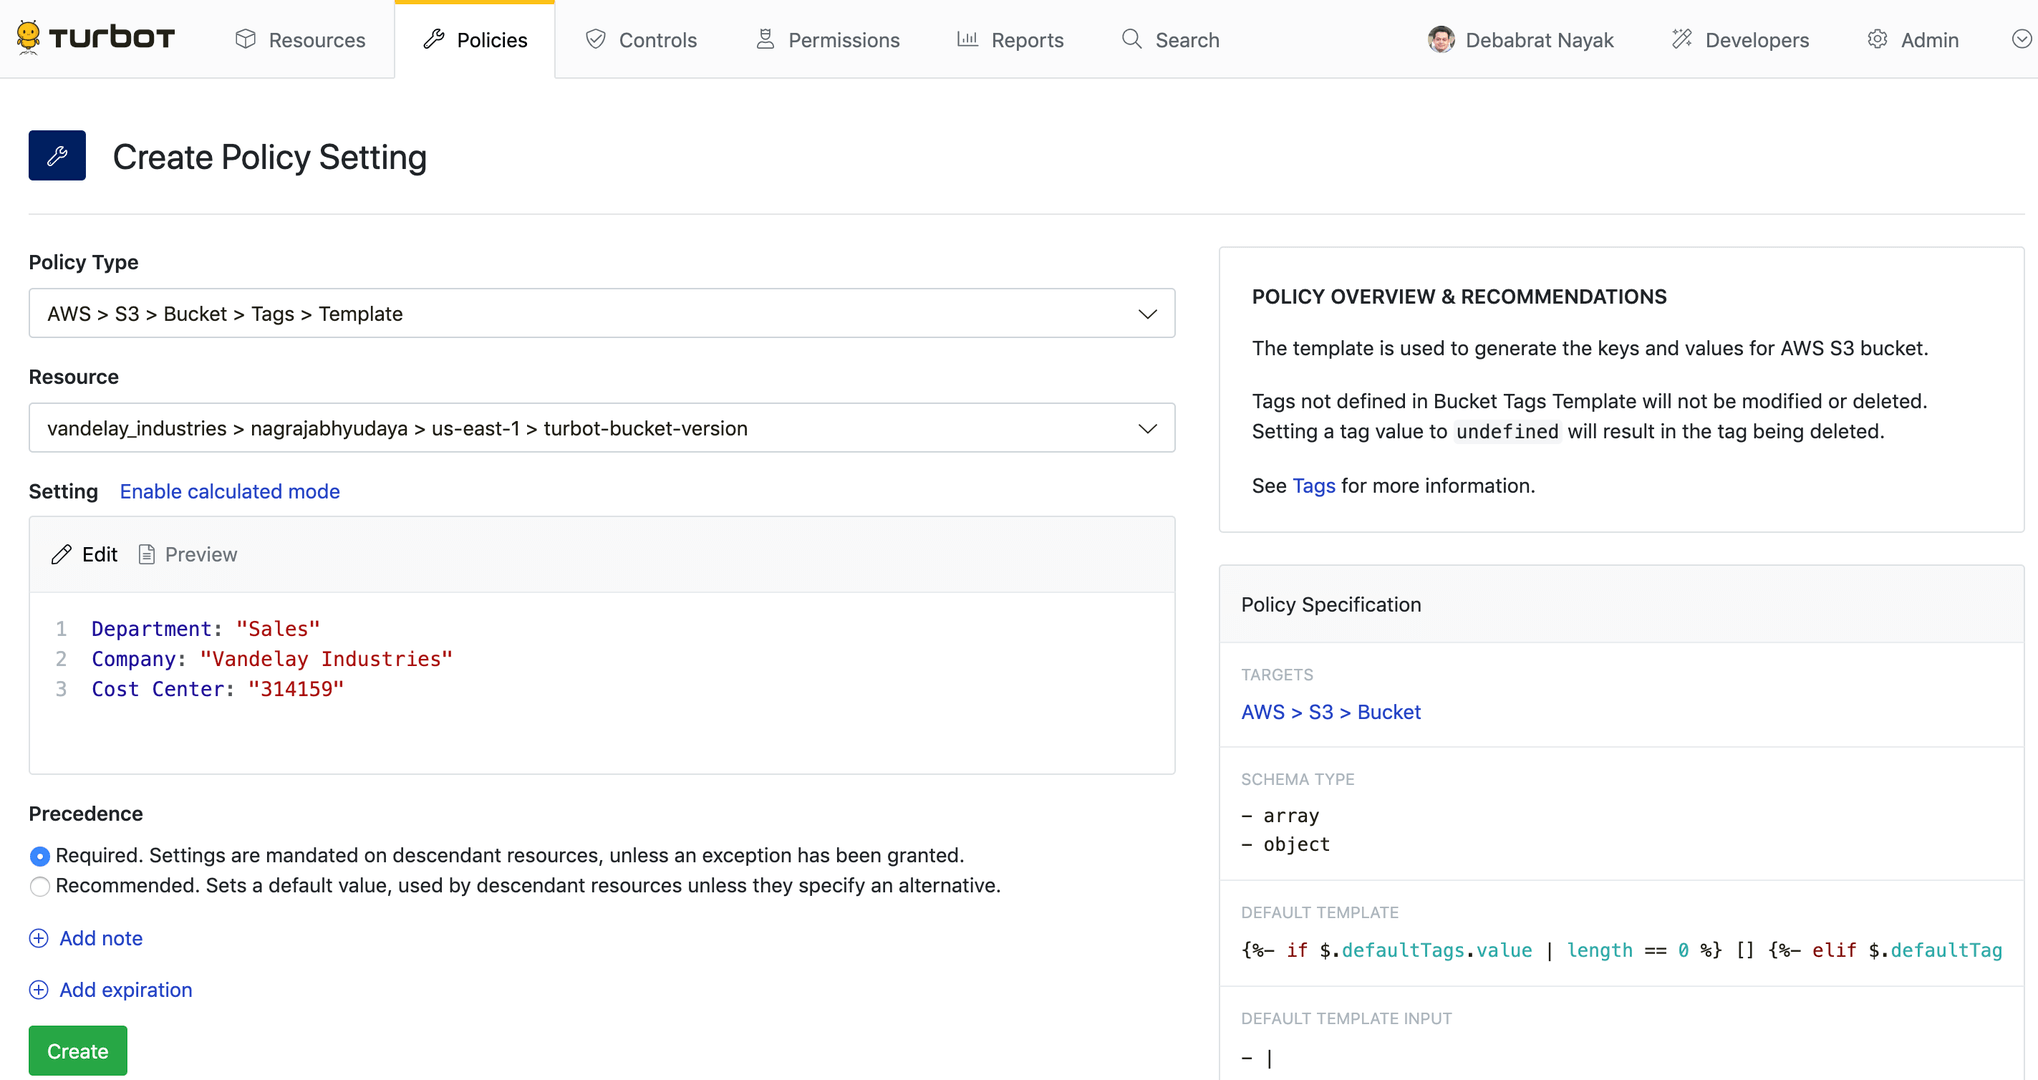 TURBOT
Resources
Policies
Controls
Permissions
Reports
Search
Debabrat Nayak
Developers
Admin
Create Policy Setting
Policy Type
AWS > S3 > Bucket > Tags > Template
Resource
vandelay_industries > nagrajabhyudaya > us-east-1 > turbot-bucket-version
Setting Enable calculated mode
Edit Preview
1 Department: "Sales"
2 Company: "Vandelay Industries"
3 Cost Center: "314159"
Precedence
Required. Settings are mandated on descendant resources, unless an exception has been granted.
Recommended. Sets a default value, used by descendant resources unless they specify an alternative.
Add note
Add expiration
Create
POLICY OVERVIEW & RECOMMENDATIONS
The template is used to generate the keys and values for AWS S3 bucket.
Tags not defined in Bucket Tags Template will not be modified or deleted.
Setting a tag value to undefined will result in the tag being deleted.
See Tags for more information.
Policy Specification
TARGETS
AWS > S3 > Bucket
SCHEMA TYPE
- array
- object
DEFAULT TEMPLATE
{%- if $.defaultTags.value | length == 0 %} [] {%- elif $.defaultTag
DEFAULT TEMPLATE INPUT
- |